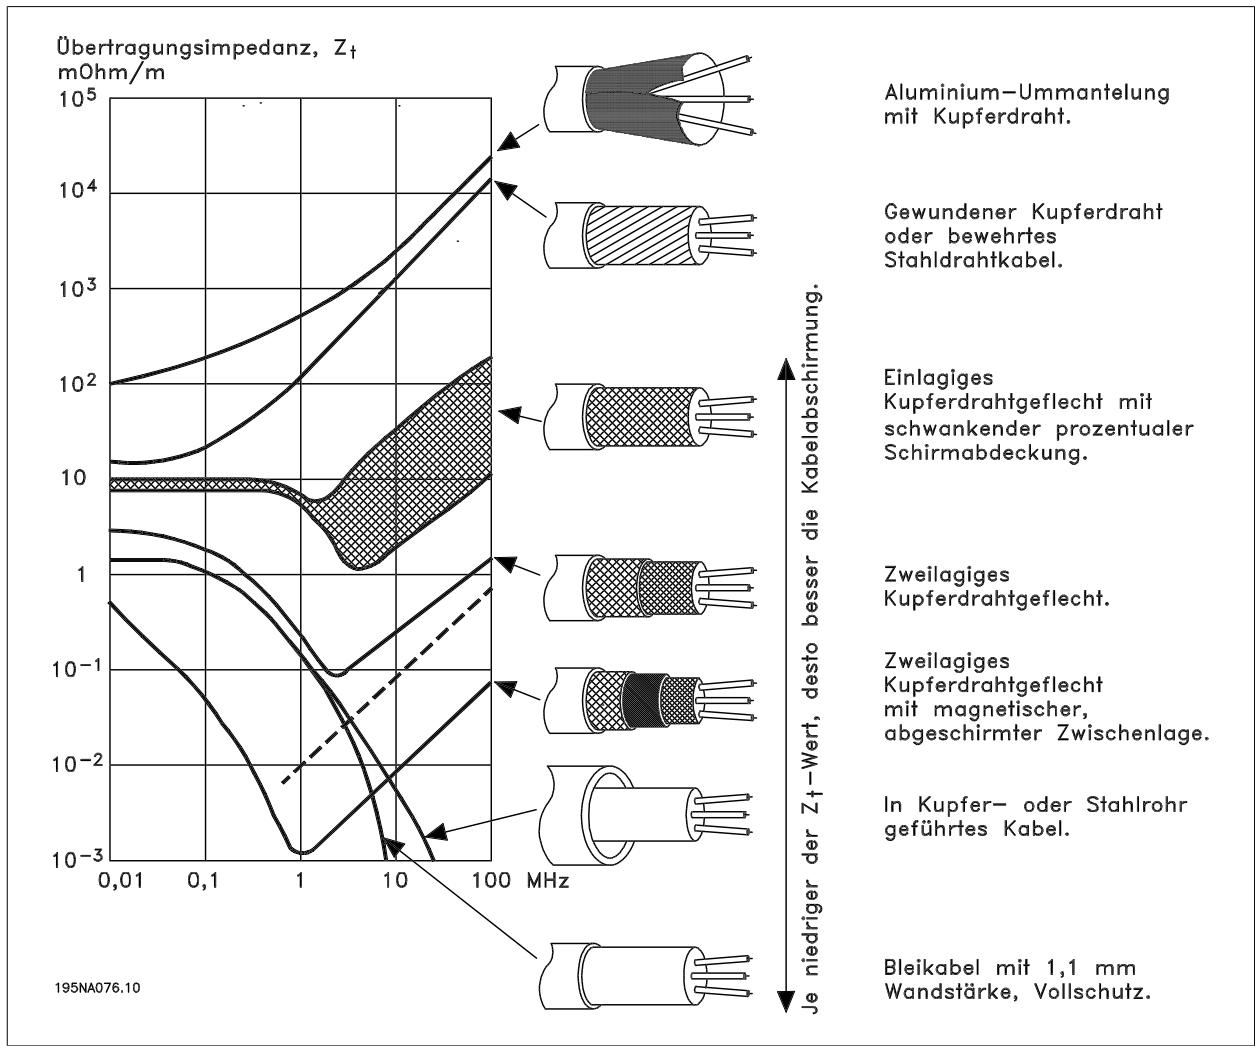 Übertragungsimpedanz, Zt
mOhm/m
10⁵
10⁴
10³
10²
10
1
10⁻¹
10⁻²
10⁻³
0,01 0,1 1 10 100 MHz
Aluminium-Ummantelung
mit Kupferdraht.
Gewundener Kupferdraht
oder bewehrtes
Stahldrahtkabel.
Einlagiges
Kupferdrahtgeflecht mit
schwankender prozentualer
Schirmabdeckung.
Zweilagiges
Kupferdrahtgeflecht.
Zweilagiges
Kupferdrahtgeflecht
mit magnetischer,
abgeschirmter Zwischenlage.
In Kupfer- oder Stahlrohr
geführtes Kabel.
Bleikabel mit 1,1 mm
Wandstärke, Vollschutz.
Je niedriger der Zt-Wert, desto besser die Kabelabschirmung.
195NA076.10